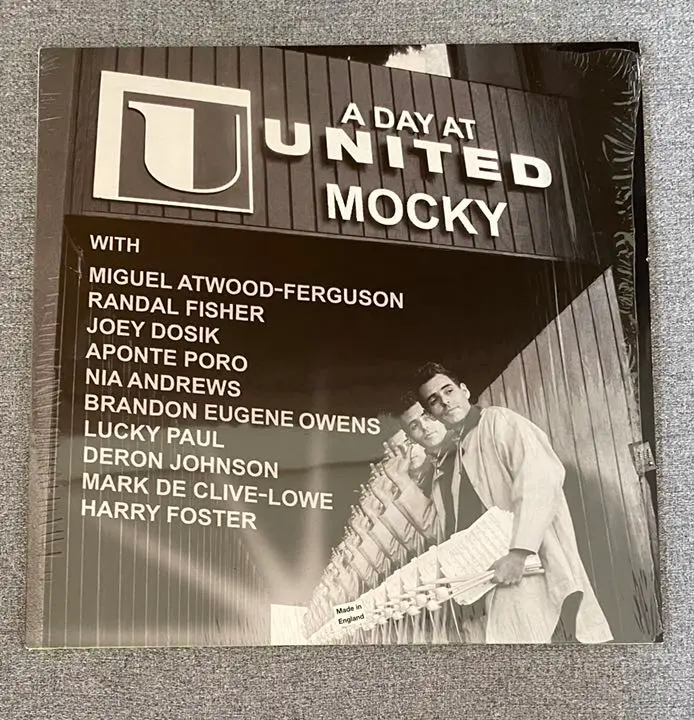 U
A DAY AT
UNITED
MOCKY
WITH
MIGUEL ATWOOD-FERGUSON
RANDAL FISHER
JOEY DOSIK
APONTE PORO
NIA ANDREWS
BRANDON EUGENE OWENS
LUCKY PAUL
DERON JOHNSON
MARK DE CLIVE-LOWE
HARRY FOSTER
Made in
England